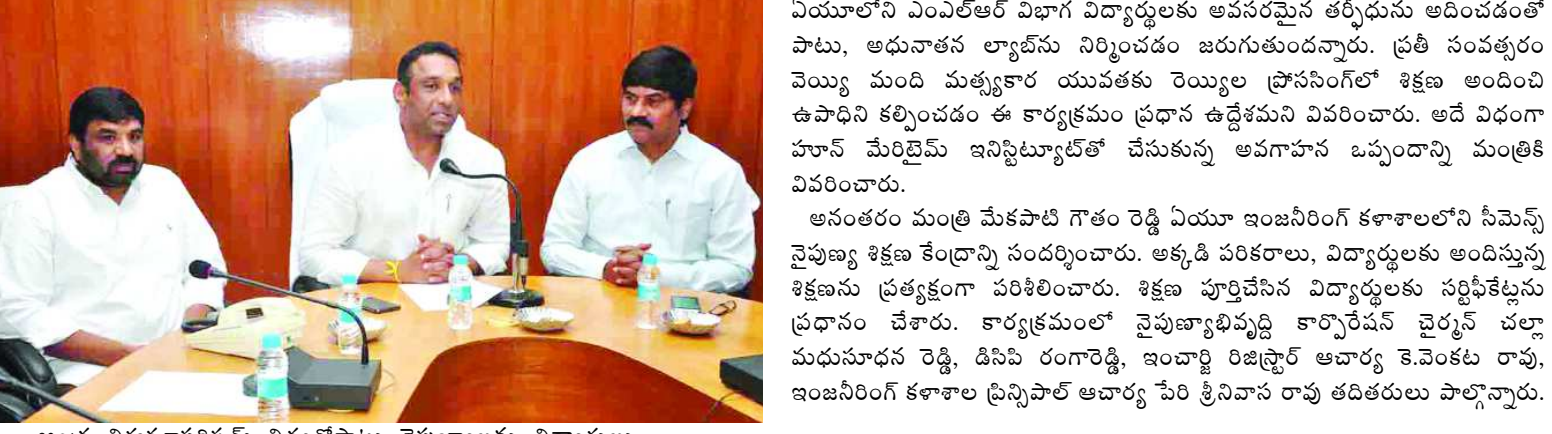 ఏయూలోని ఎంఎల్ఆర్ విభాగ విద్యార్థులకు అవసరమైన తర్ఫీధును అదించడంతో
పాటు, అధునాతన ల్యాబ్‌ను నిర్మించడం జరుగుతుందన్నారు. ప్రతీ సంవత్సరం
వెయ్యి మంది మత్స్యకార యువతకు రెయ్యిల ప్రోససింగ్‌లో శిక్షణ అందించి
ఉపాధిని కల్పించడం ఈ కార్యక్రమం ప్రధాన ఉద్దేశమని వివరించారు. అదే విధంగా
హూన్ మేరిటైమ్ ఇనిస్టిట్యూట్‌తో చేసుకున్న అవగాహన ఒప్పందాన్ని మంత్రికి
వివరించారు.
అనంతరం మంత్రి మేకపాటి గౌతం రెడ్డి ఏయూ ఇంజనీరింగ్ కళాశాలలోని సీమెన్స్
నైపుణ్య శిక్షణ కేంద్రాన్ని సందర్శించారు. అక్కడి పరికరాలు, విద్యార్థులకు అందిస్తున్న
శిక్షణను ప్రత్యక్షంగా పరిశీలించారు. శిక్షణ పూర్తిచేసిన విద్యార్థులకు సర్టిఫికేట్లను
ప్రధానం చేశారు. కార్యక్రమంలో నైపుణ్యాభివృద్ది కార్పొరేషన్ చైర్మన్ చల్లా
మధుసూధన రెడ్డి, డిసిపి రంగారెడ్డి, ఇంచార్జి రిజిస్ట్రార్ ఆచార్య కె.వెంకట రావు,
ఇంజనీరింగ్ కళాశాల ప్రిన్సిపాల్ ఆచార్య పేరి శ్రీనివాస రావు తదితరులు పాల్గొన్నారు.